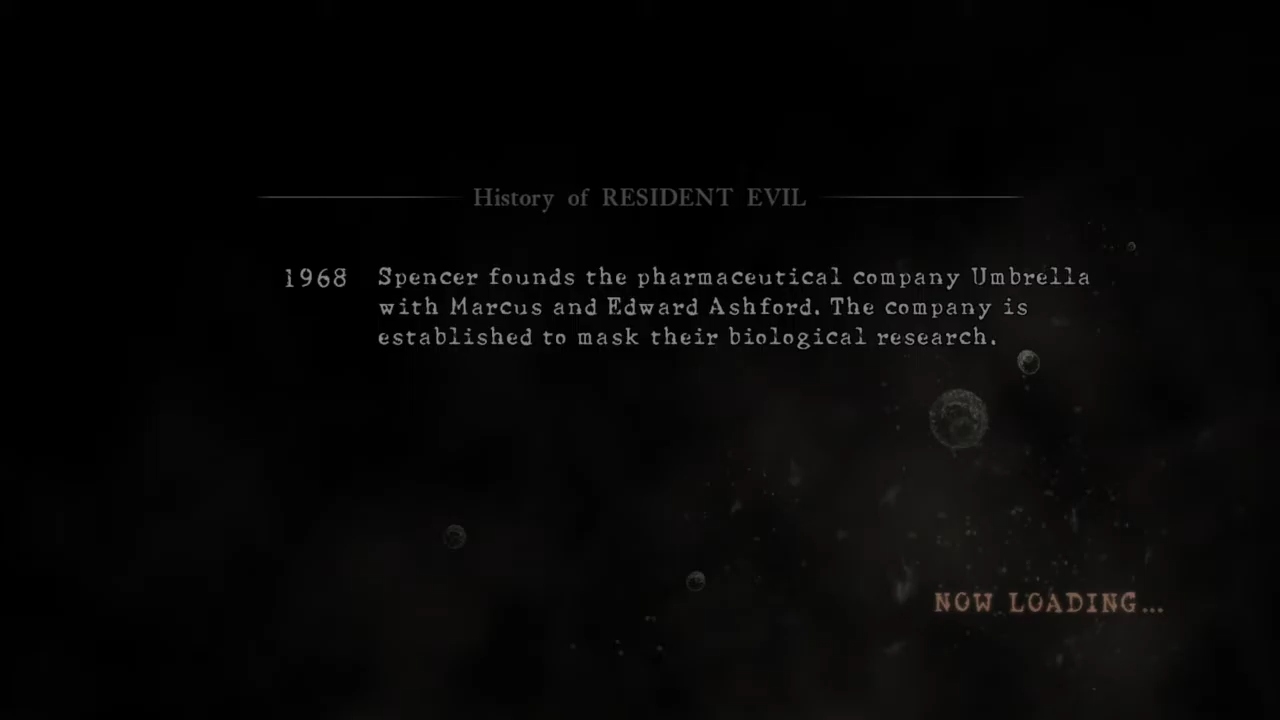 History of RESIDENT EVIL
1968 Spencer founds the pharmaceutical company Umbrella
with Marcus and Edward Ashford. The company is
established to mask their biological research.
NOW LOADING...